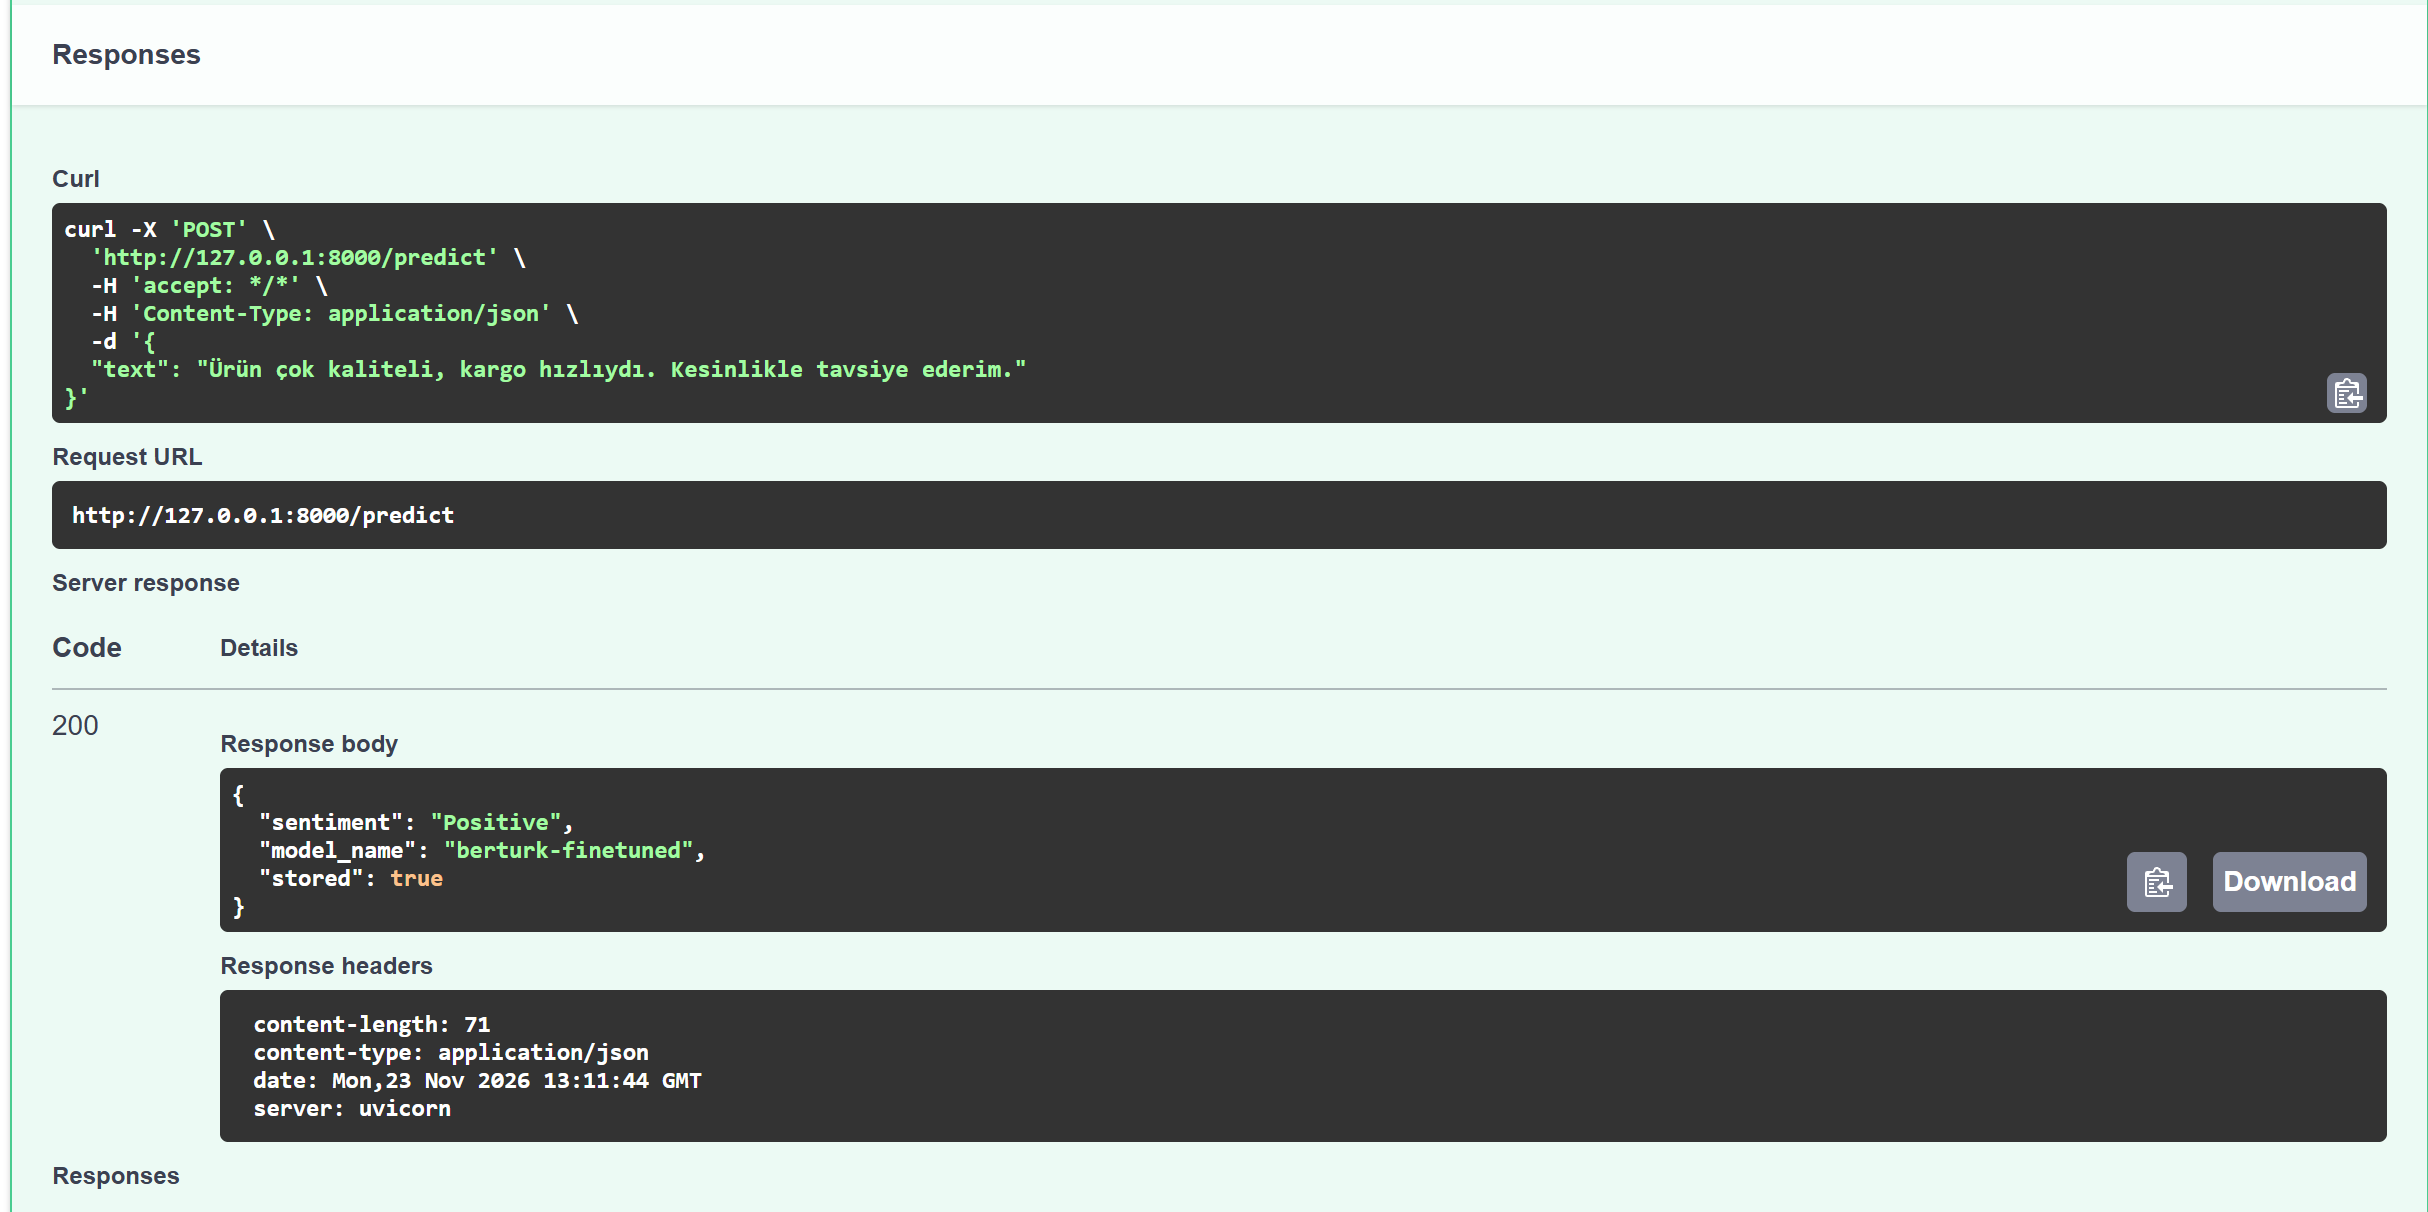 Responses
Curl
curl -X 'POST' \
  'http://127.0.0.1:8000/predict' \
  -H 'accept: */*' \
  -H 'Content-Type: application/json' \
  -d '{
  "text": "Ürün çok kaliteli, kargo hızlıydı. Kesinlikle tavsiye ederim."
}'
Request URL
http://127.0.0.1:8000/predict
Server response
Code Details
200
Response body
{
  "sentiment": "Positive",
  "model_name": "berturk-finetuned",
  "stored": true
}
Download
Response headers
content-length: 71
content-type: application/json
date: Mon,23 Nov 2026 13:11:44 GMT
server: uvicorn
Responses